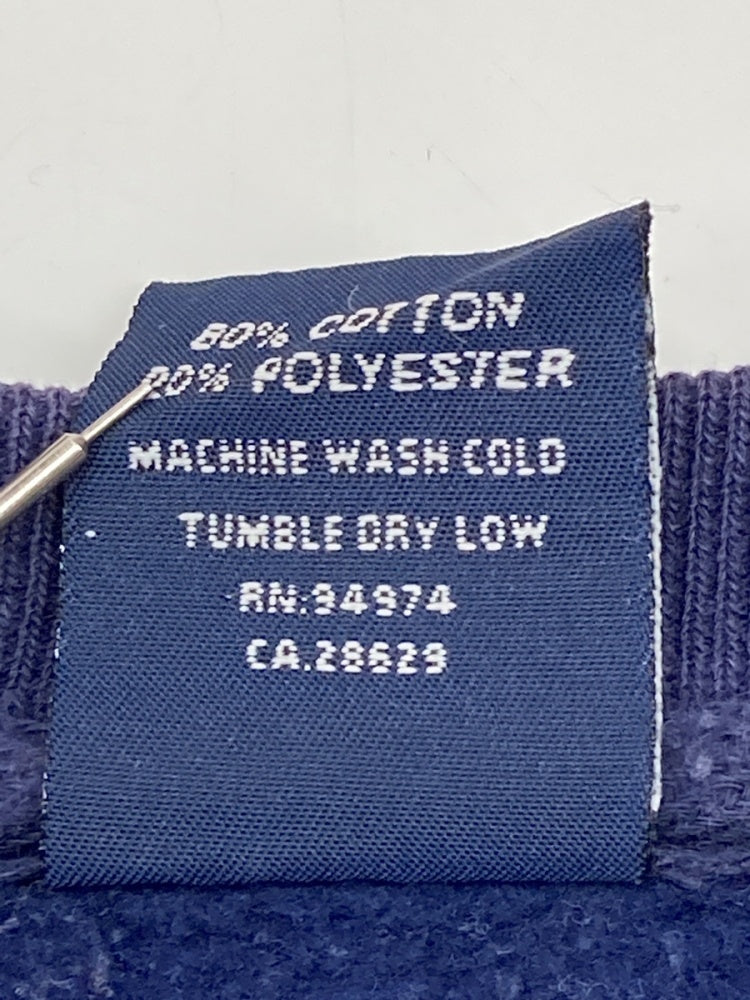 80% COTTON
20% POLYESTER
MACHINE WASH COLD
TUMBLE DRY LOW
RN:94974
CA.28629